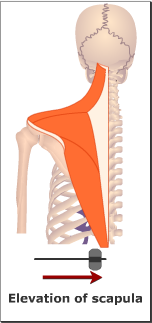 Elevation of scapula